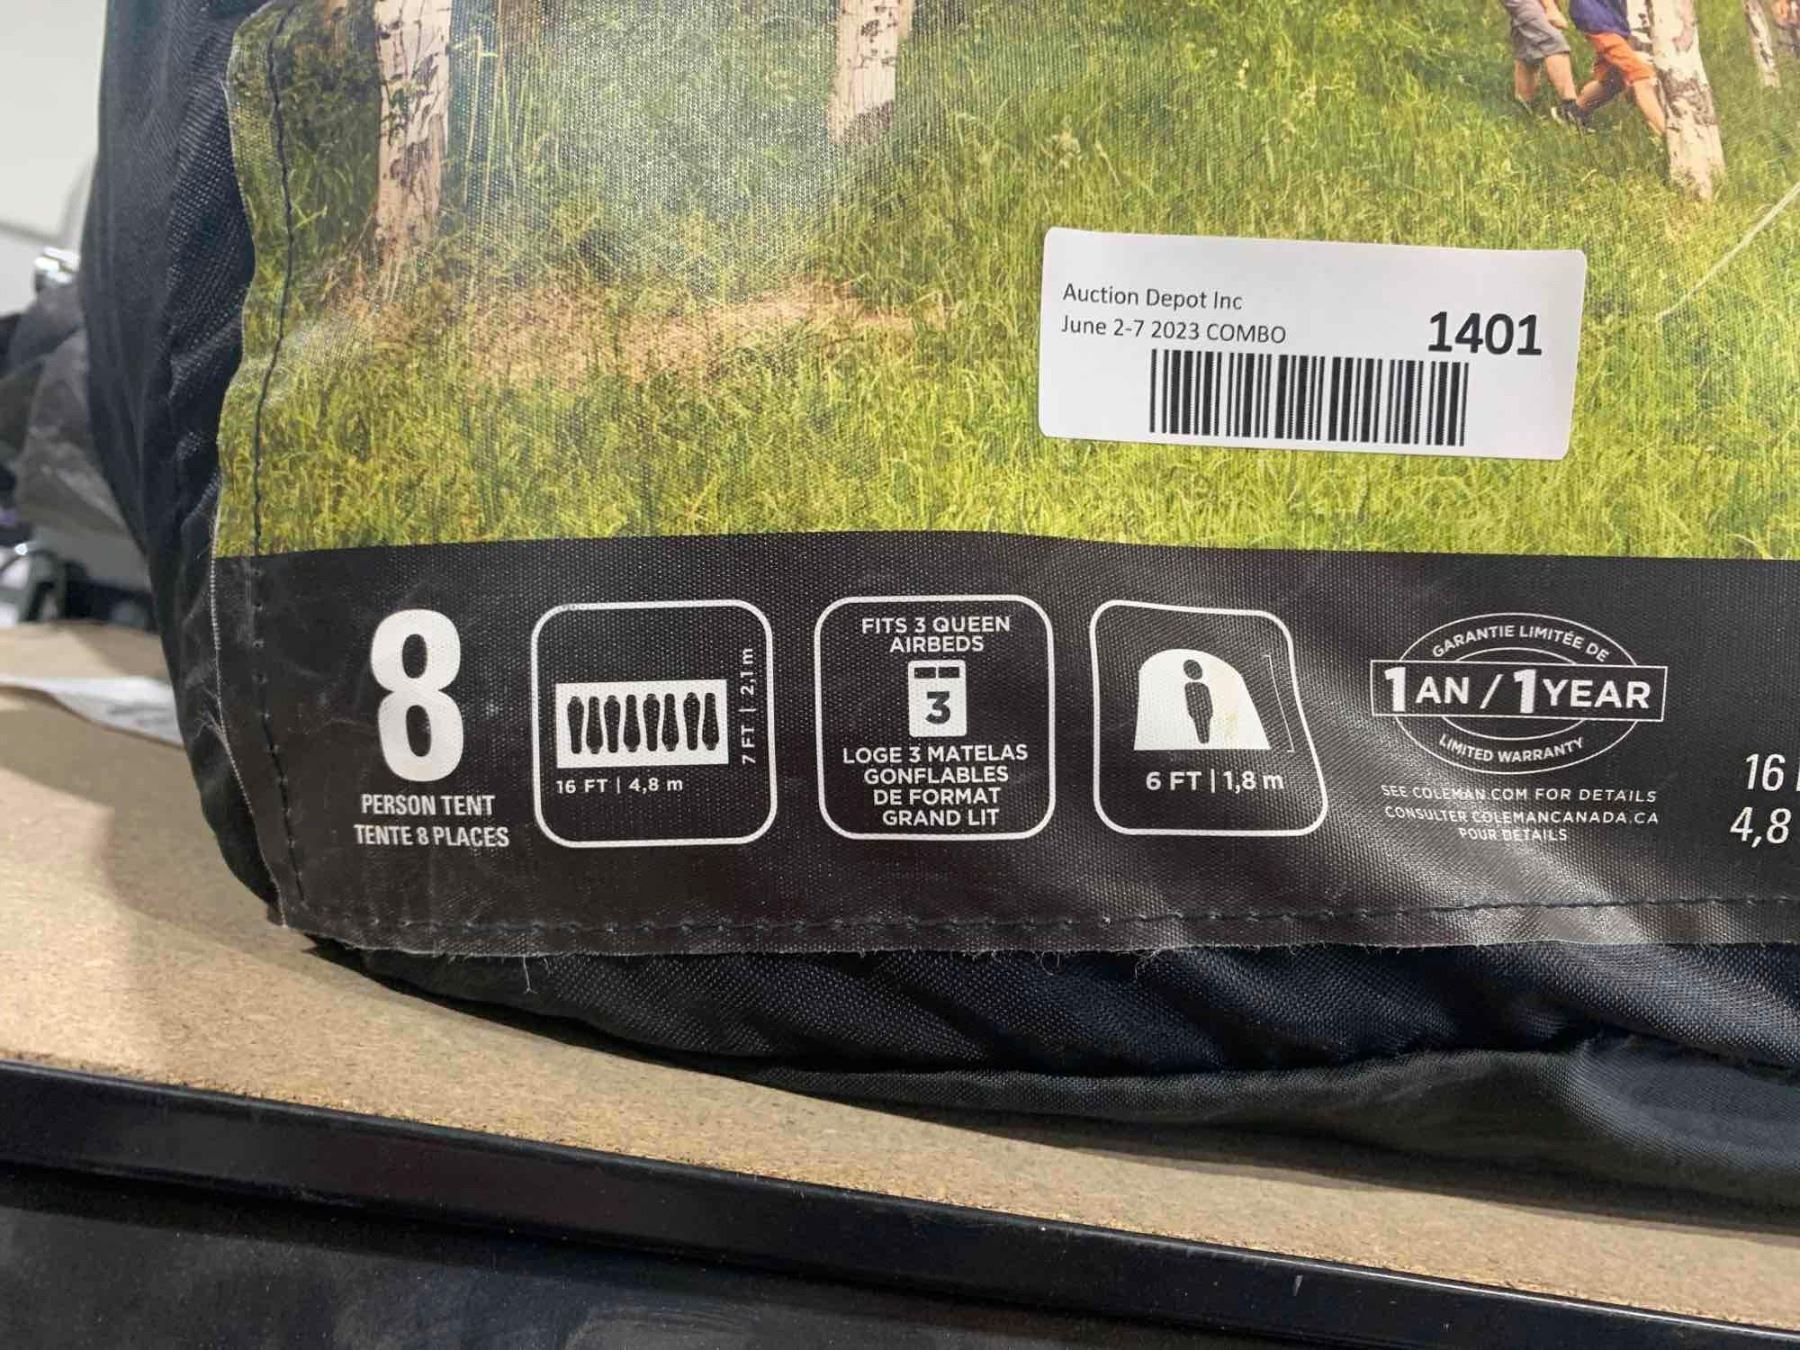 Auction Depot Inc
June 2-7 2023 COMBO
1401
8
PERSON TENT
TENTE 8 PLACES
7 FT | 2,1 m
16 FT | 4,8 m
FITS 3 QUEEN
AIRBEDS
3
LOGE 3 MATELAS
GONFLABLES
DE FORMAT
GRAND LIT
6 FT | 1,8 m
GARANTIE LIMITÉE DE
1 AN / 1 YEAR
LIMITED WARRANTY
SEE COLEMAN.COM FOR DETAILS
CONSULTER COLEMANCANADA.CA
POUR DETAILS
16
4,8